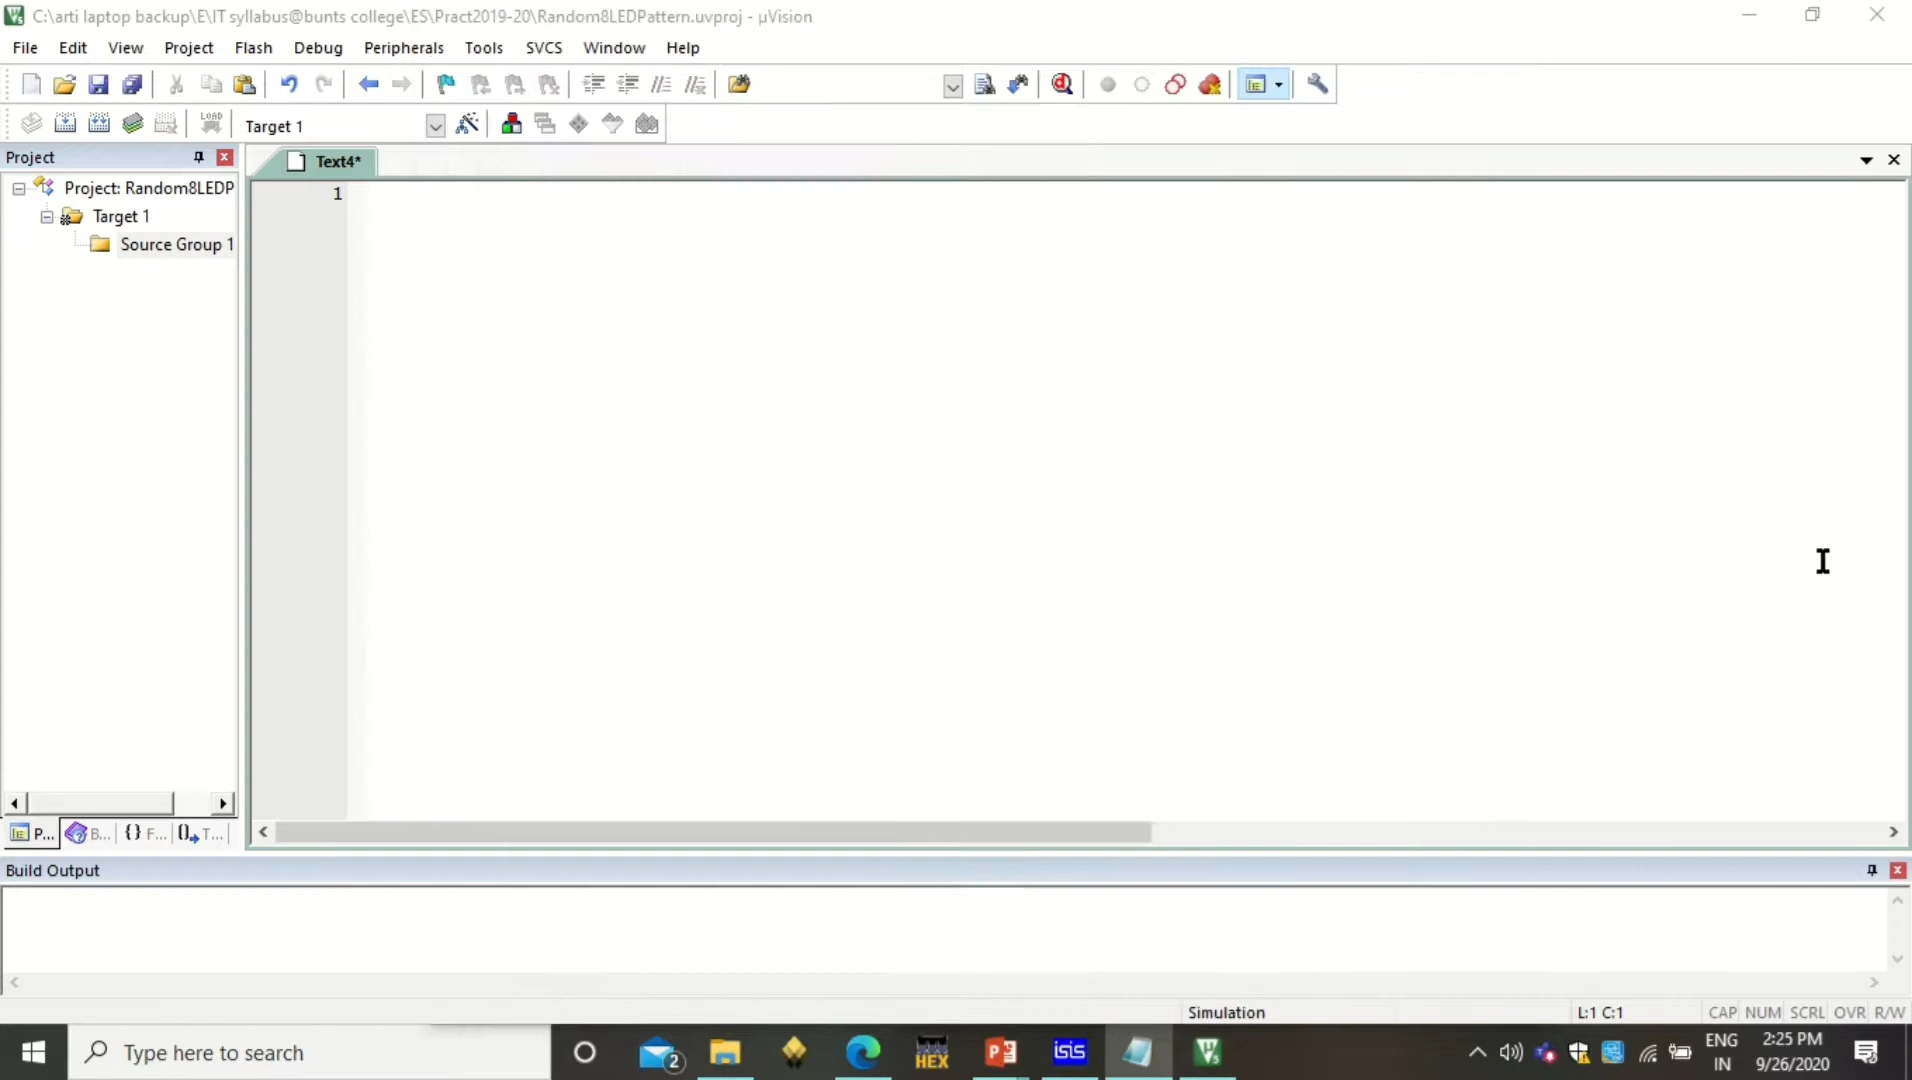 C:\arti laptop backup\E\IT syllabus@bunts college\ES\Pract2019-20\Random8LEDPattern.uvproj - µVision
File Edit View Project Flash Debug Peripherals Tools SVCS Window Help
LOAD
Target 1
Project
Text4*
Project: Random8LEDP
1
Target 1
Source Group 1
P... B... {} F... T...
Build Output
Simulation L:1 C:1 CAP NUM SCRL OVR R/W
Type here to search
2
HEX
isis
ENG
IN
2:25 PM
9/26/2020